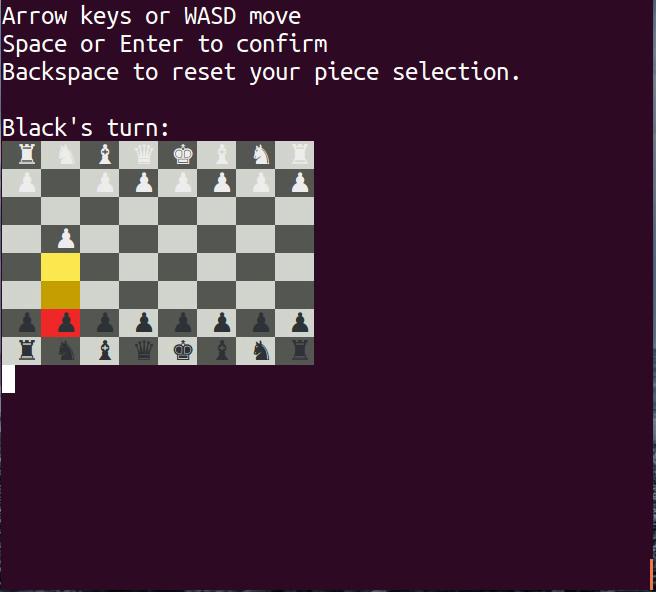 Arrow keys or WASD move
Space or Enter to confirm
Backspace to reset your piece selection.
Black's turn: